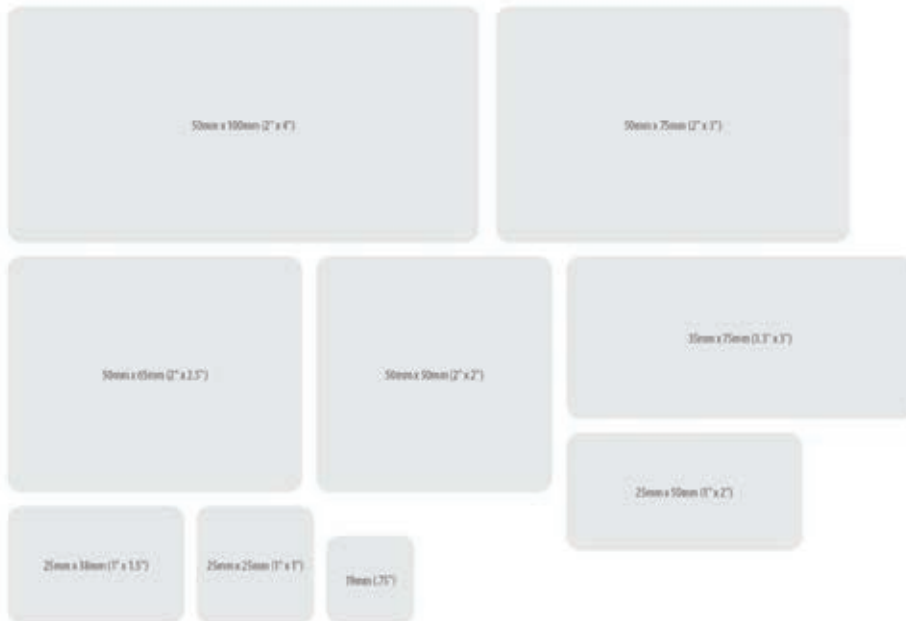 50mm x 100mm (2" x 4")
50mm x 75mm (2" x 3")
50mm x 65mm (2" x 2.5")
50mm x 50mm (2" x 2")
35mm x 75mm (1.5" x 3")
25mm x 50mm (1" x 2")
25mm x 38mm (1" x 1.5")
25mm x 25mm (1" x 1")
19mm (.75")